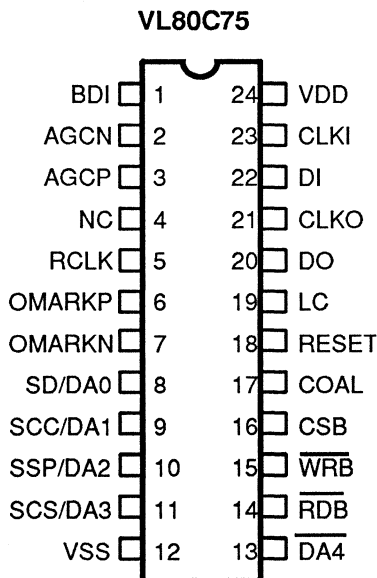 VL80C75
BDI 1 24 VDD
AGCN 2 23 CLKI
AGCP 3 22 DI
NC 4 21 CLKO
RCLK 5 20 DO
OMARKP 6 19 LC
OMARKN 7 18 RESET
SD/DA0 8 17 COAL
SCC/DA1 9 16 CSB
SSP/DA2 10 15 WRB
SCS/DA3 11 14 RDB
VSS 12 13 DA4